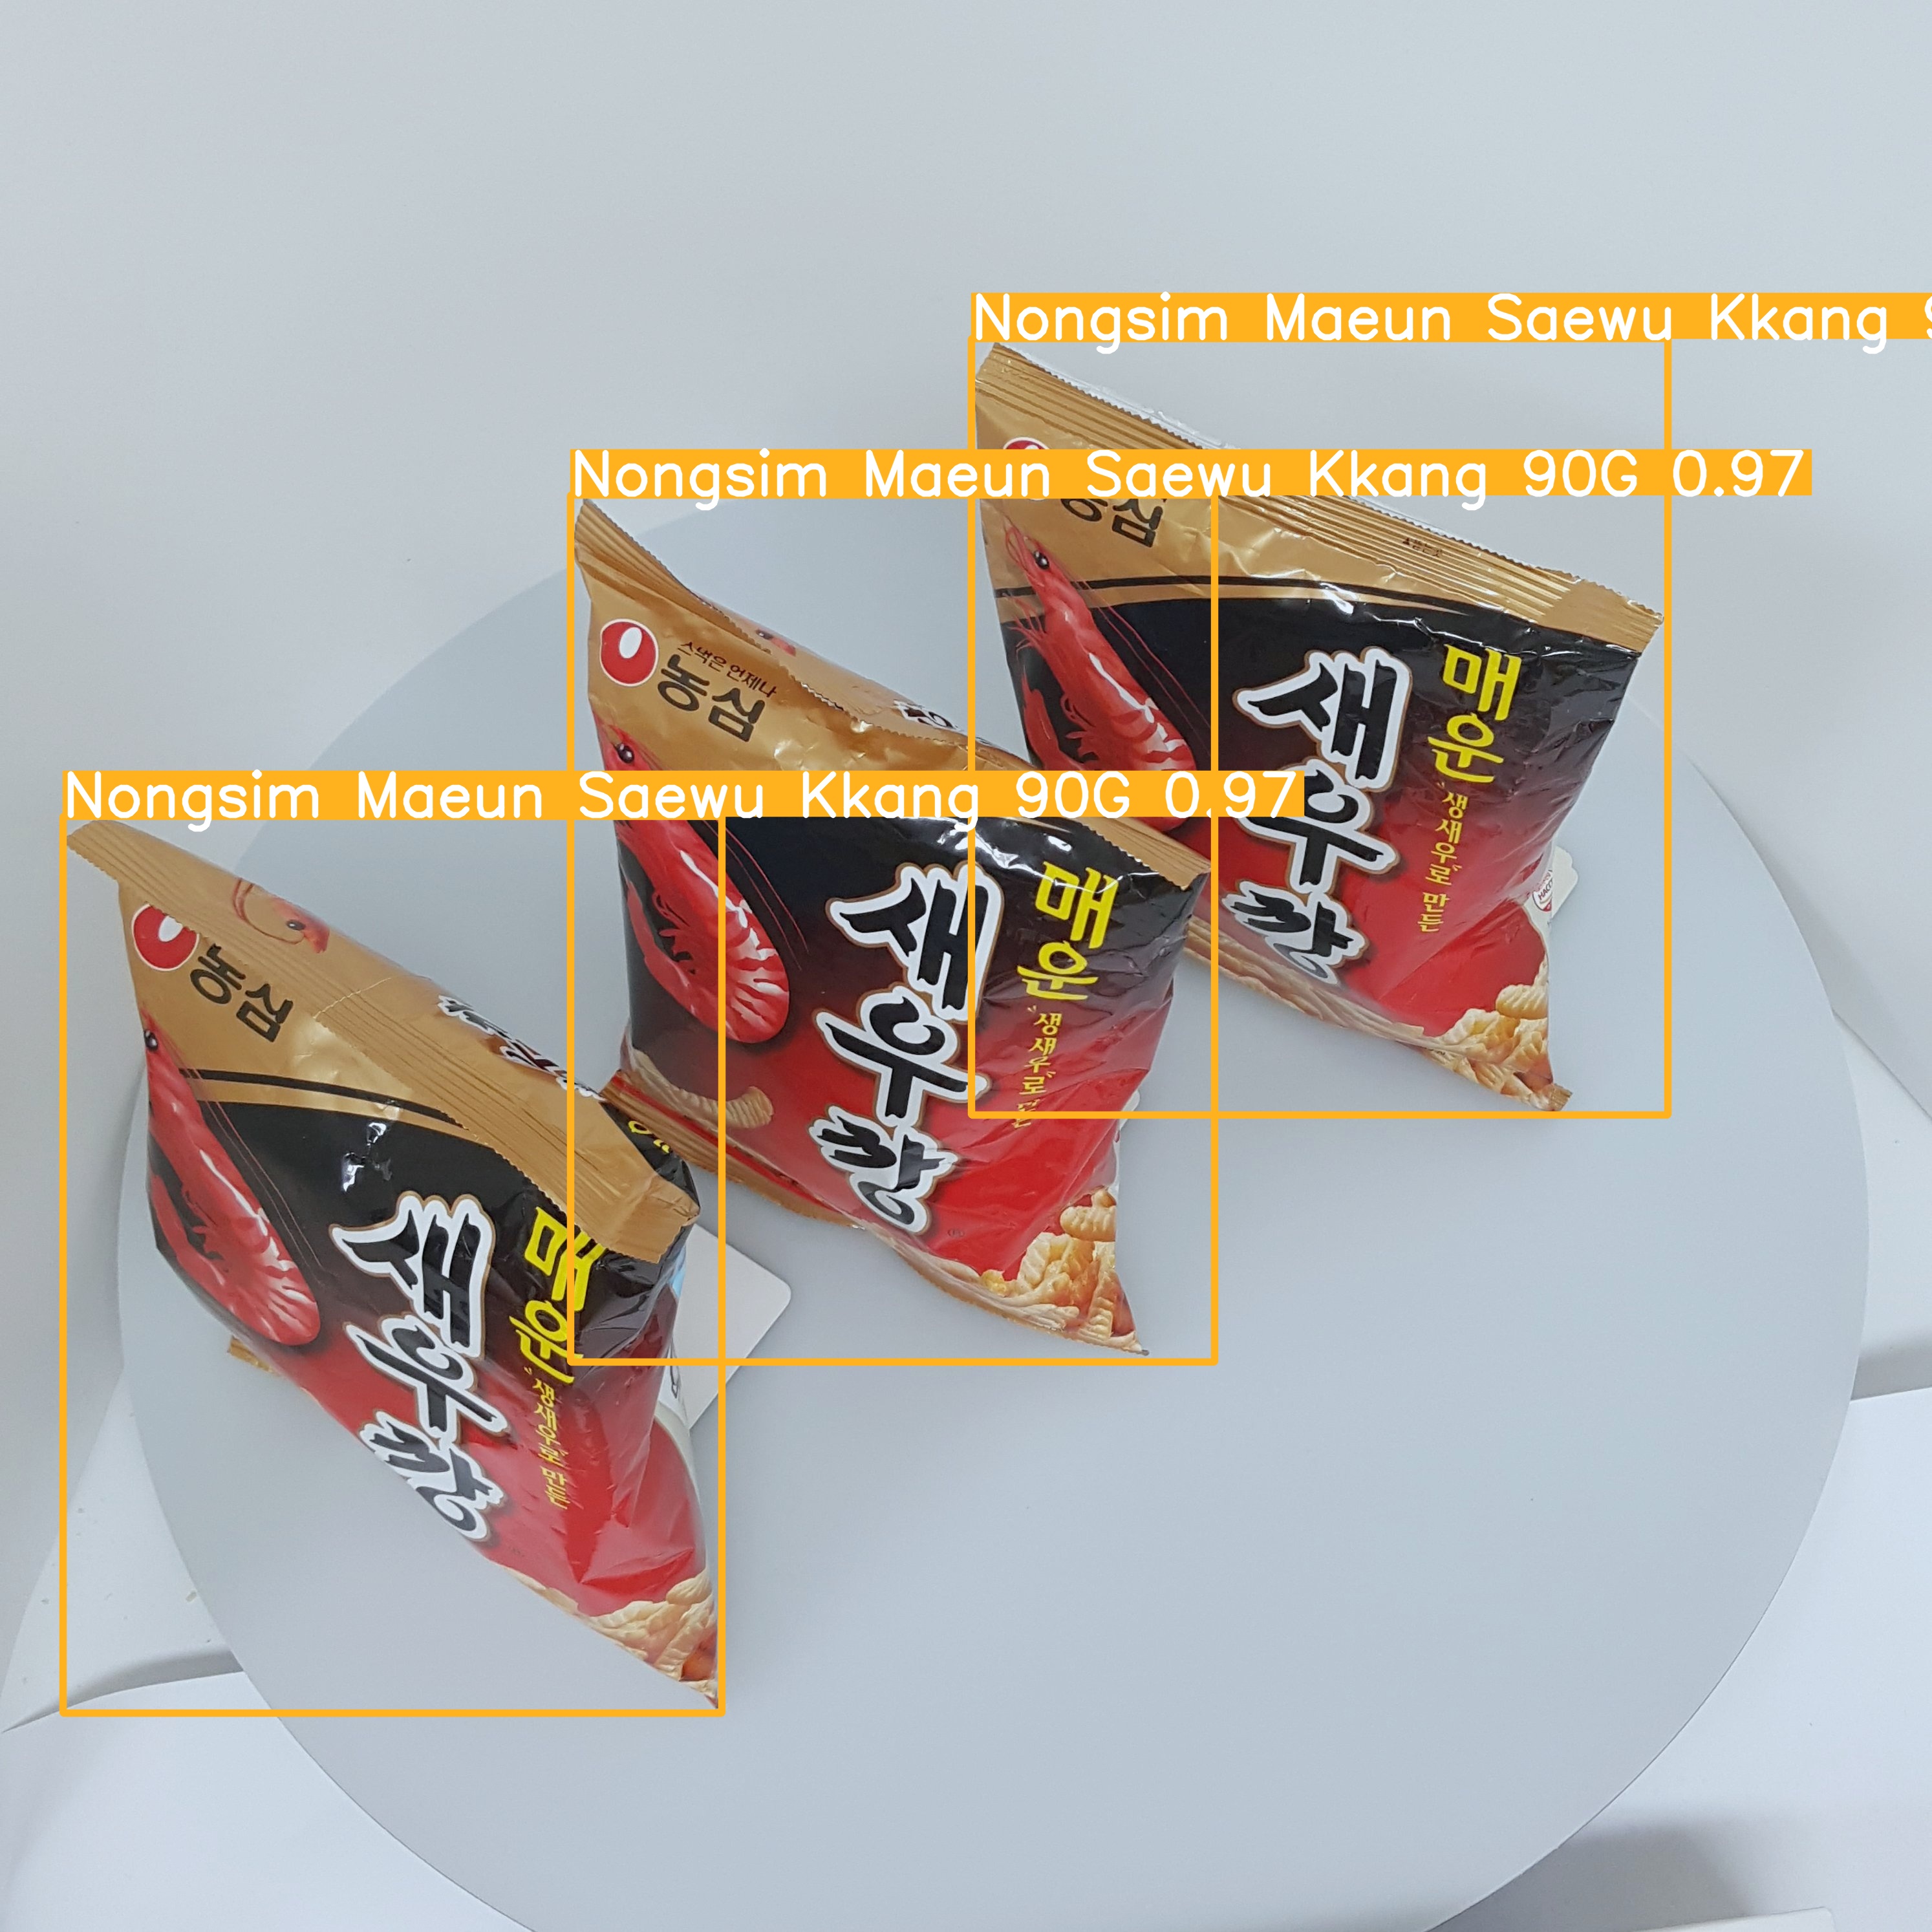 Nongsim Maeun Saewu Kkang 9
심
매운
새우깡
"생새우로" 만든
Nongsim Maeun Saewu Kkang 90G 0.97
스벅은 언제나
농심
매운
새우깡
"생새우로" 만든
Nongsim Maeun Saewu Kkang 90G 0.97
농심
매운
새우깡
"생새우로" 만든